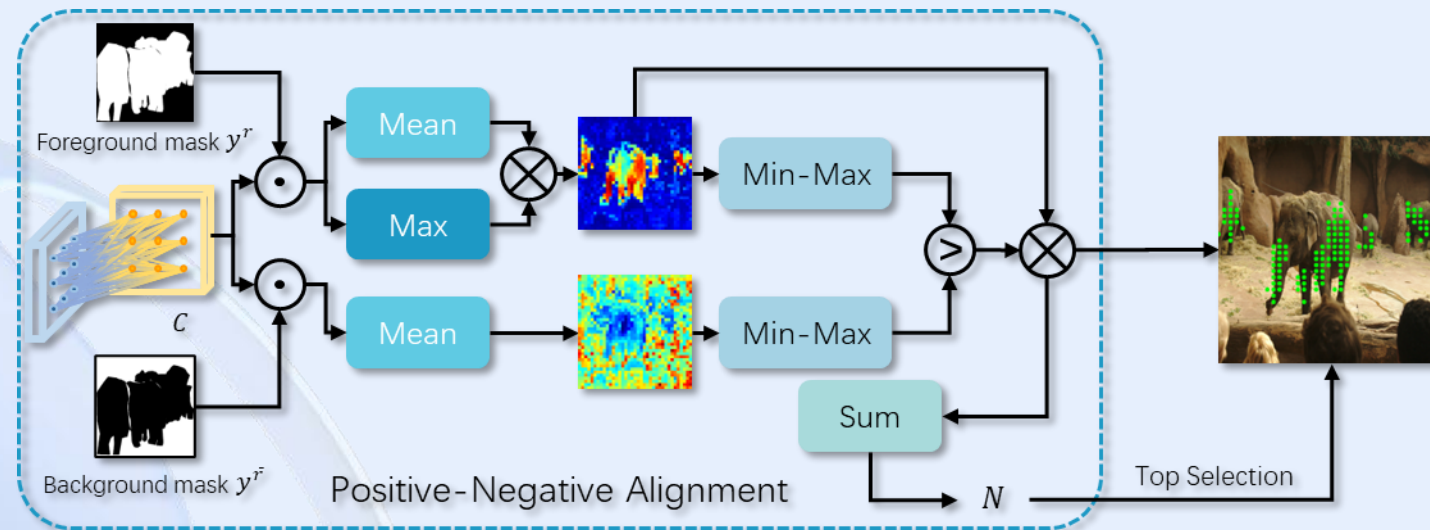 Foreground mask y^r
Mean
Max
Min-Max
C
Mean
Min-Max
Sum
Background mask y^r̄
Positive-Negative Alignment
N
Top Selection